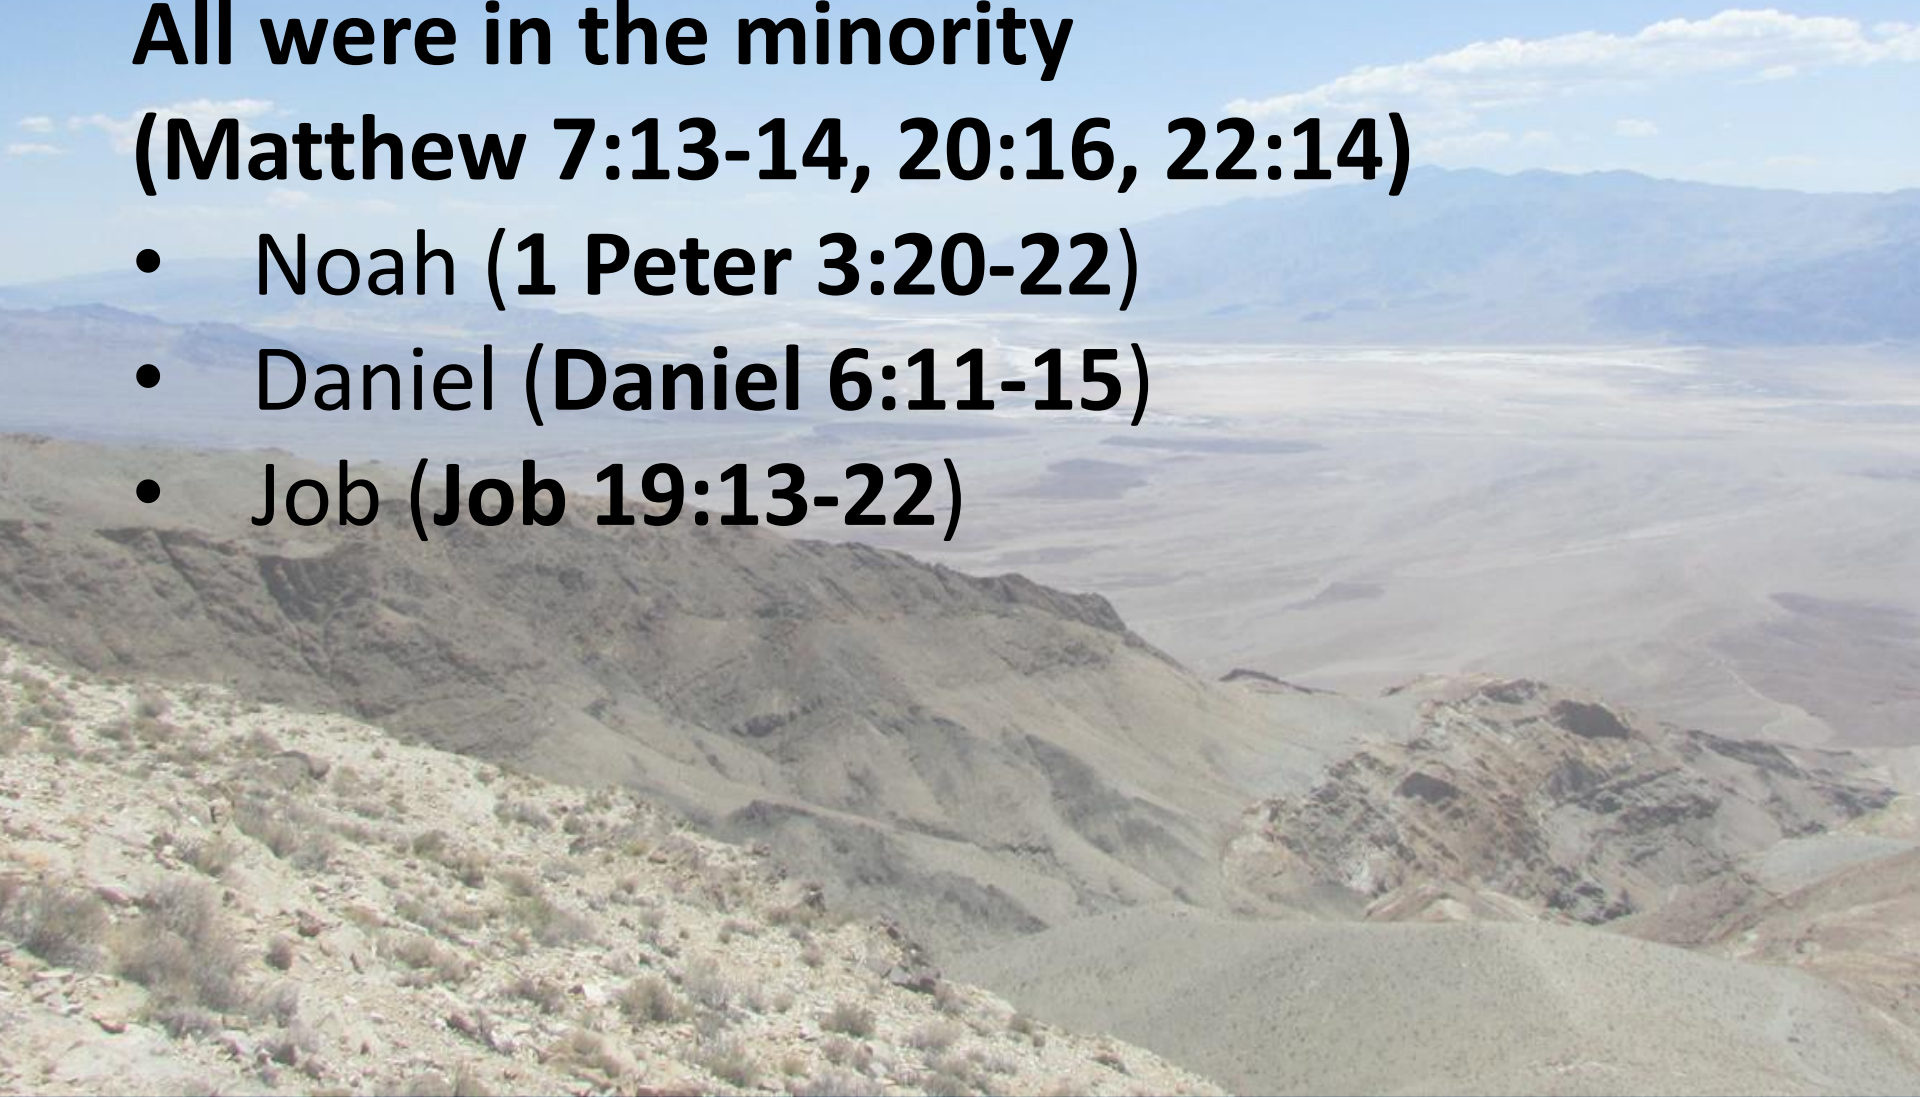 All were in the minority
(Matthew 7:13-14, 20:16, 22:14)
• Noah (1 Peter 3:20-22)
• Daniel (Daniel 6:11-15)
• Job (Job 19:13-22)